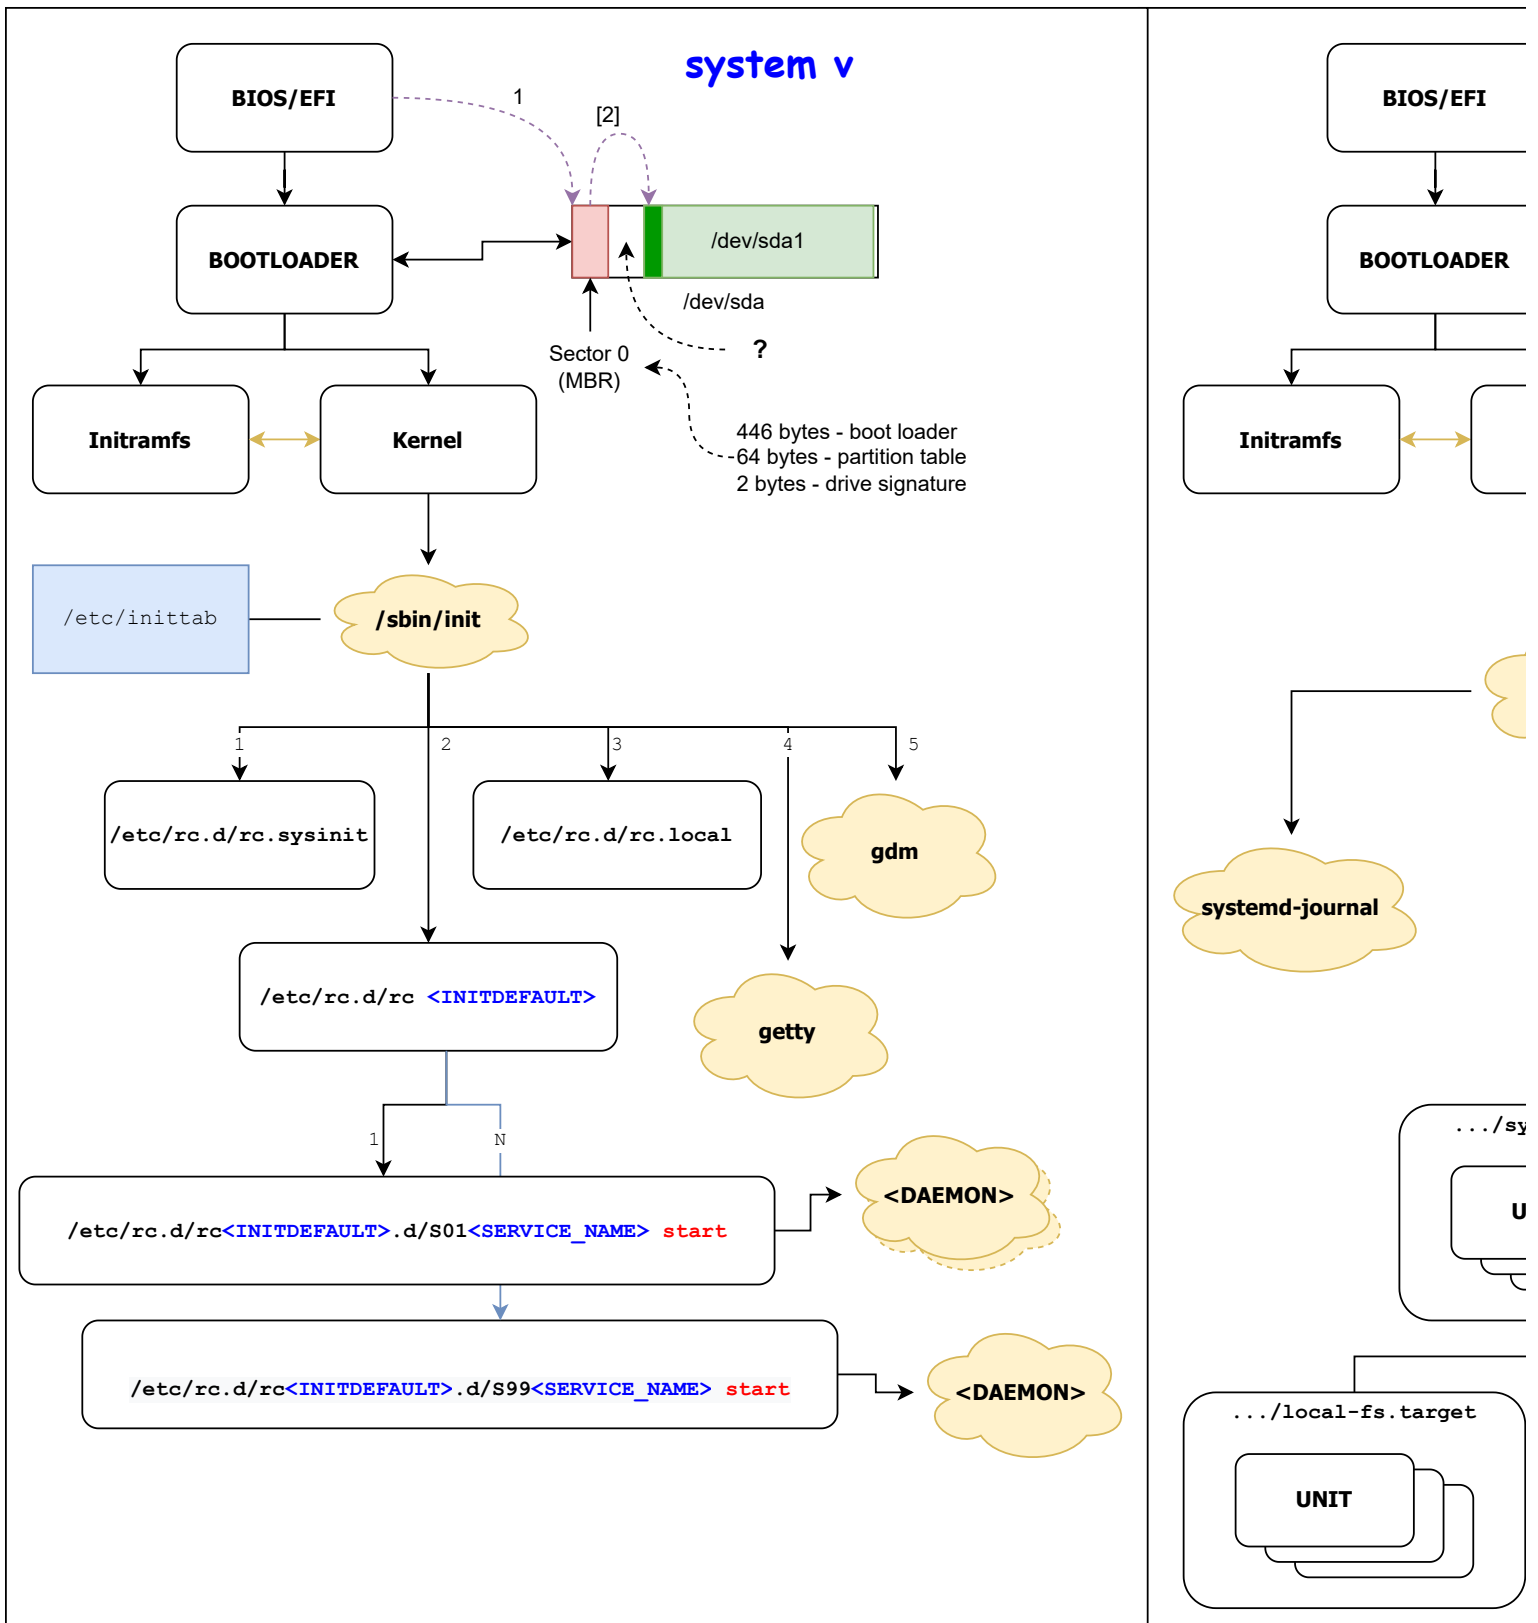 system v
BIOS/EFI
1
[2]
BOOTLOADER
/dev/sda1
/dev/sda
?
Sector 0
(MBR)
Initramfs
Kernel
446 bytes - boot loader
64 bytes - partition table
2 bytes - drive signature
/etc/inittab
/sbin/init
1
2
3
4
5
/etc/rc.d/rc.sysinit
/etc/rc.d/rc.local
gdm
/etc/rc.d/rc <INITDEFAULT>
getty
1
N
/etc/rc.d/rc<INITDEFAULT>.d/S01<SERVICE_NAME> start
<DAEMON>
/etc/rc.d/rc<INITDEFAULT>.d/S99<SERVICE_NAME> start
<DAEMON>
BIOS/EFI
BOOTLOADER
Initramfs
systemd-journal
.../sy
U
.../local-fs.target
UNIT